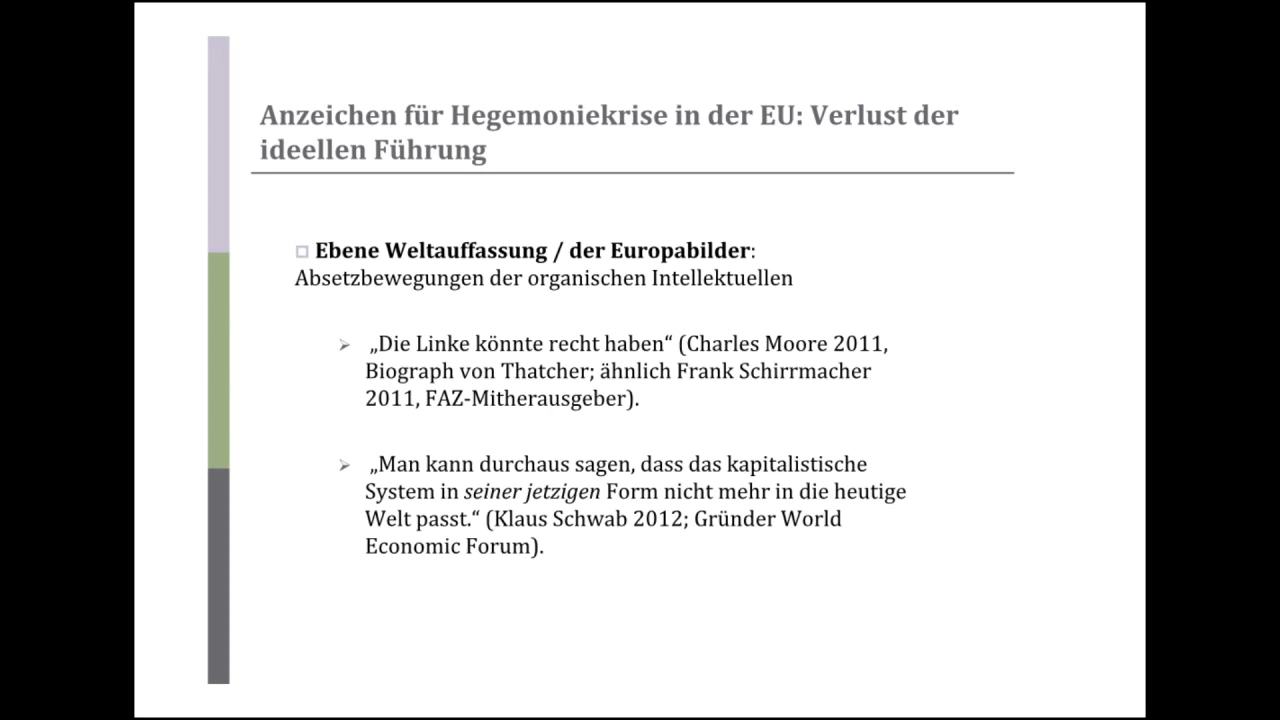 Anzeichen für Hegemoniekrise in der EU: Verlust der
ideellen Führung
Ebene Weltauffassung / der Europabilder:
Absetzbewegungen der organischen Intellektuellen
„Die Linke könnte recht haben“ (Charles Moore 2011,
Biograph von Thatcher; ähnlich Frank Schirrmacher
2011, FAZ-Mitherausgeber).
„Man kann durchaus sagen, dass das kapitalistische
System in seiner jetzigen Form nicht mehr in die heutige
Welt passt.“ (Klaus Schwab 2012; Gründer World
Economic Forum).